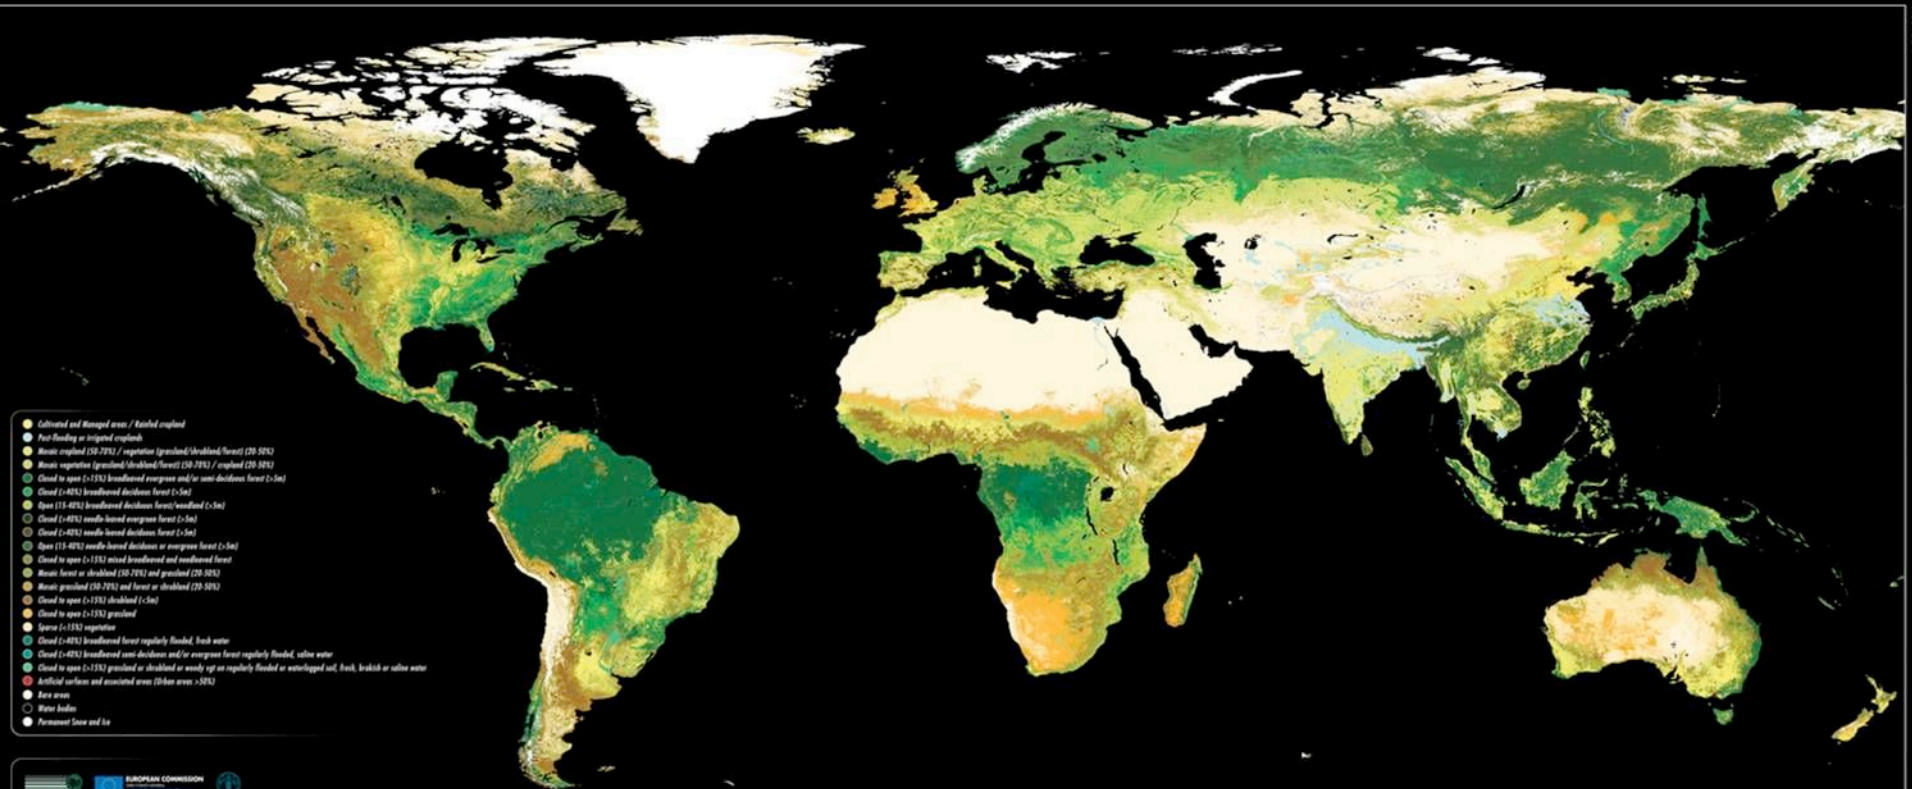 Cultivated and Managed areas / Rainfed cropland
Post-flooding or irrigated croplands
Mosaic cropland (50-70%) / vegetation (grassland/shrubland/forest) (20-50%)
Mosaic vegetation (grassland/shrubland/forest) (50-70%) / cropland (20-50%)
Closed to open (>15%) broadleaved evergreen and/or semi-deciduous forest (>5m)
Closed (>40%) broadleaved deciduous forest (>5m)
Open (15-40%) broadleaved deciduous forest/woodland (>5m)
Closed (>40%) needle-leaved evergreen forest (>5m)
Closed (>40%) needle-leaved deciduous forest (>5m)
Open (15-40%) needle-leaved deciduous or evergreen forest (>5m)
Closed to open (>15%) mixed broadleaved and needleaved forest
Mosaic forest or shrubland (50-70%) and grassland (20-50%)
Mosaic grassland (50-70%) and forest or shrubland (20-50%)
Closed to open (>15%) shrubland (<5m)
Closed to open (>15%) grassland
Sparse (<15%) vegetation
Closed (>40%) broadleaved forest regularly flooded, fresh water
Closed (>40%) broadleaved semi-deciduous and/or evergreen forest regularly flooded, saline water
Closed to open (>15%) grassland or shrubland or woody vgt on regularly flooded or waterlogged soil, fresh, brakish or saline water
Artificial surfaces and associated areas (Urban areas >50%)
Bare areas
Water bodies
Permanent Snow and Ice
EUROPEAN COMMISSION